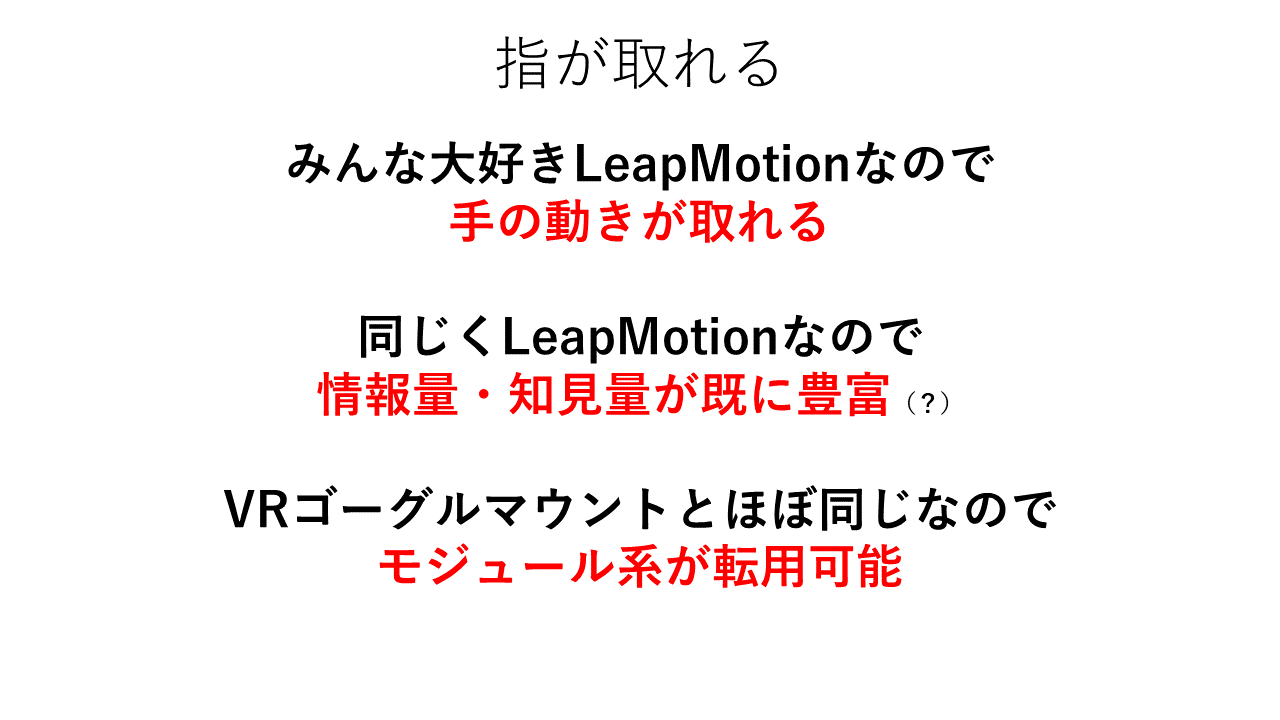 指が取れる
みんな大好きLeapMotionなので
手の動きが取れる
同じくLeapMotionなので
情報量・知見量が既に豊富（?）
VRゴーグルマウントとほぼ同じなので
モジュール系が転用可能